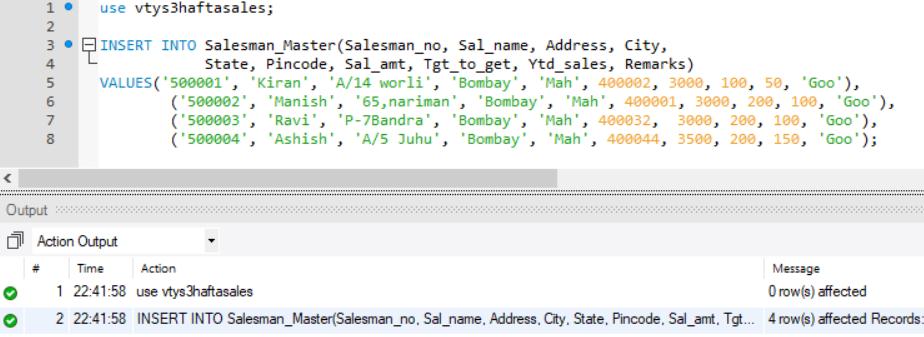 1 use vtys3haftasales;
2
3 INSERT INTO Salesman_Master(Salesman_no, Sal_name, Address, City,
4 State, Pincode, Sal_amt, Tgt_to_get, Ytd_sales, Remarks)
5 VALUES('500001', 'Kiran', 'A/14 worli', 'Bombay', 'Mah', 400002, 3000, 100, 50, 'Goo'),
6 ('500002', 'Manish', '65,nariman', 'Bombay', 'Mah', 400001, 3000, 200, 100, 'Goo'),
7 ('500003', 'Ravi', 'P-7Bandra', 'Bombay', 'Mah', 400032, 3000, 200, 100, 'Goo'),
8 ('500004', 'Ashish', 'A/5 Juhu', 'Bombay', 'Mah', 400044, 3500, 200, 150, 'Goo');
Output
Action Output
# Time Action Message
1 22:41:58 use vtys3haftasales 0 row(s) affected
2 22:41:58 INSERT INTO Salesman_Master(Salesman_no, Sal_name, Address, City, State, Pincode, Sal_amt, Tgt... 4 row(s) affected Records: